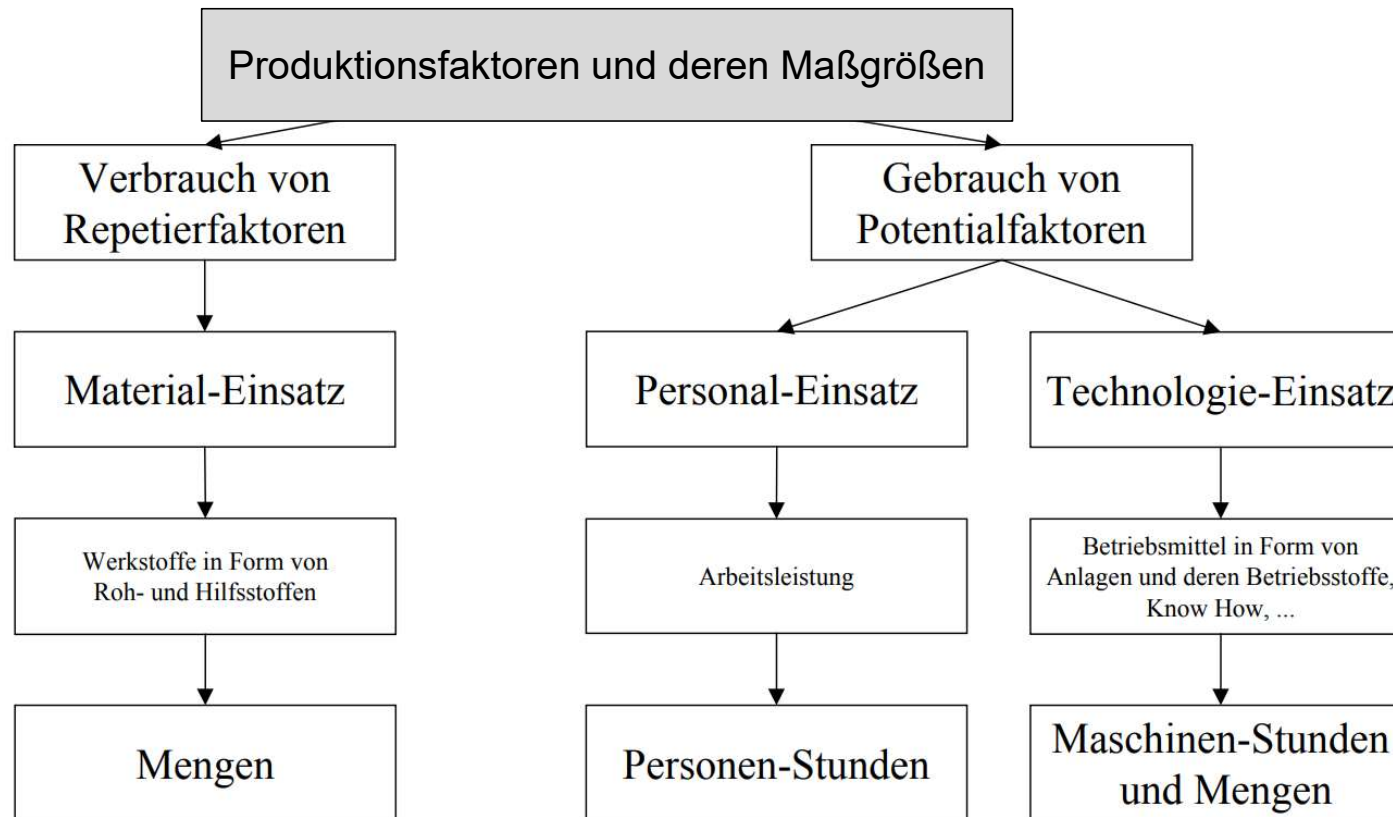 Produktionsfaktoren und deren Maßgrößen
Verbrauch von
Repetierfaktoren
Gebrauch von
Potentialfaktoren
Material-Einsatz
Personal-Einsatz
Technologie-Einsatz
Werkstoffe in Form von
Roh- und Hilfsstoffen
Arbeitsleistung
Betriebsmittel in Form von
Anlagen und deren Betriebsstoffe,
Know How, ...
Mengen
Personen-Stunden
Maschinen-Stunden
und Mengen